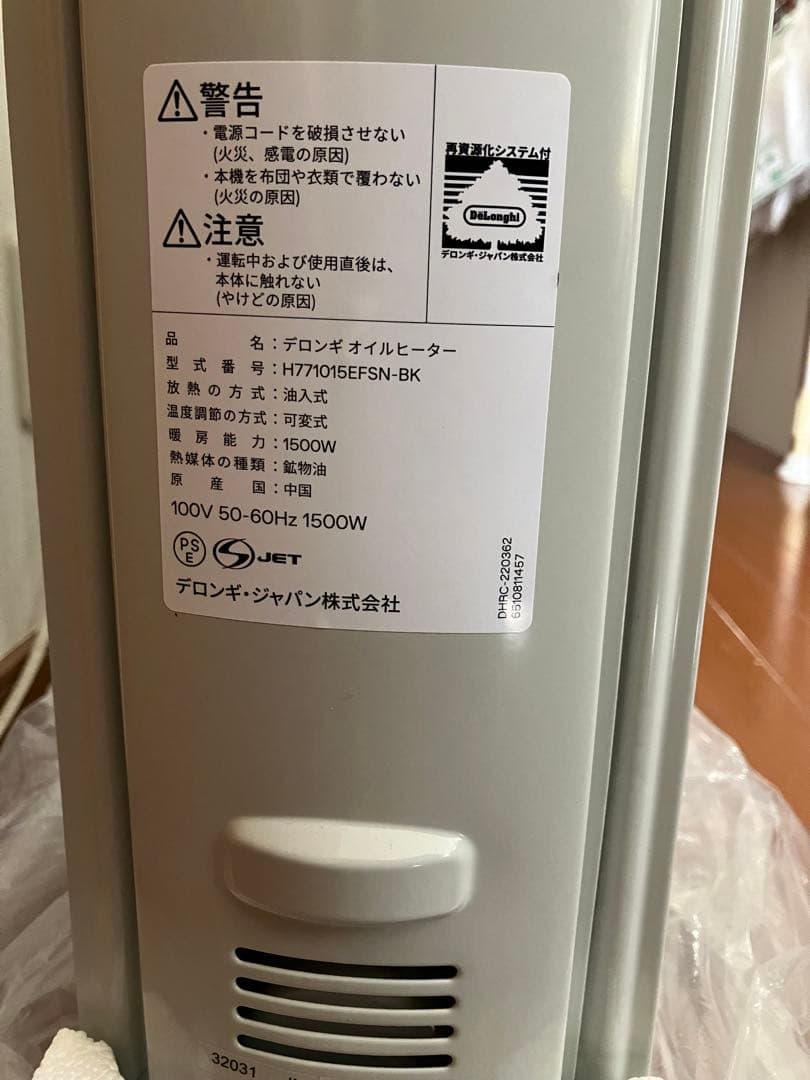 警告
・電源コードを破損させない
(火災、感電の原因)
・本機を布団や衣類で覆わない
(火災の原因)
注意
・運転中および使用直後は、
本体に触れない
(やけどの原因)
再資源化システム付
DeLonghi
デロンギ・ジャパン株式会社
品名：デロンギ オイルヒーター
型式番号：H771015EFSN-BK
放熱の方式：油入式
温度調節の方式：可変式
暖房能力：1500W
熱媒体の種類：鉱物油
原産国：中国
100V 50-60Hz 1500W
PSE
JET
デロンギ・ジャパン株式会社
DHRC-220362
6510811457
32031